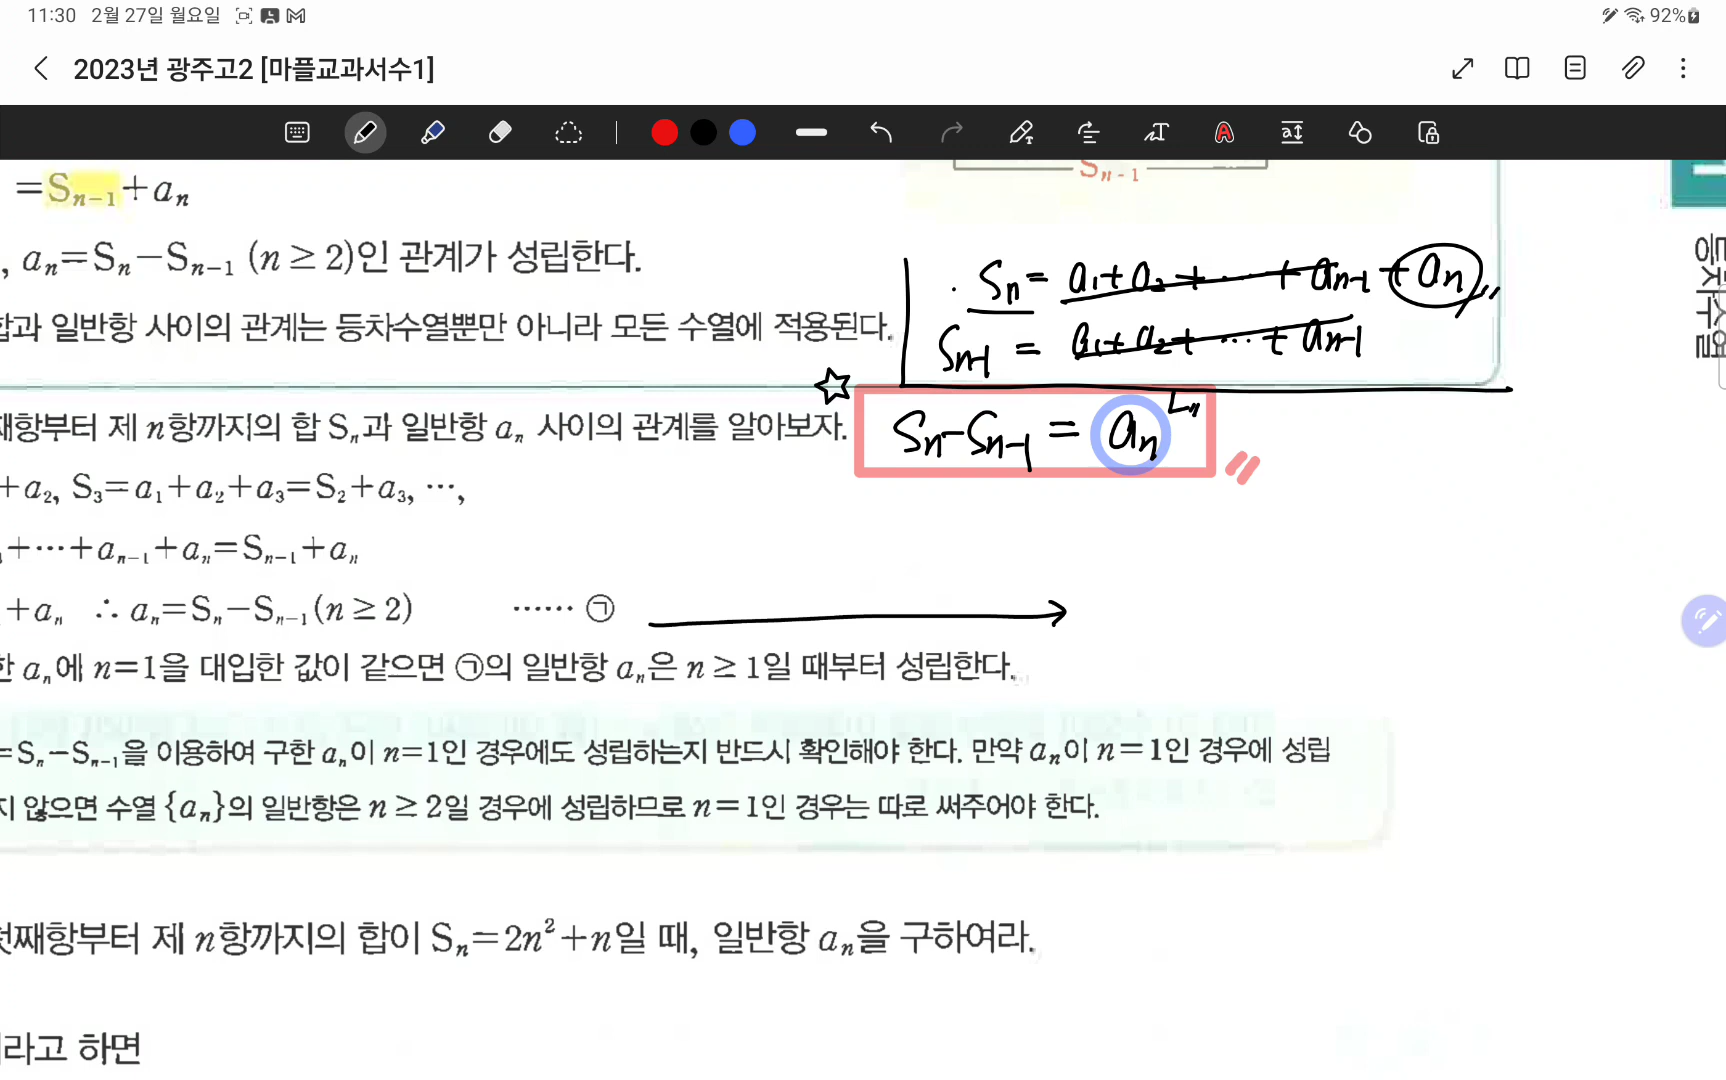 11:30 2월 27일 월요일
92%
2023년 광주고2 [마플교과서수1]
=Sₙ₋₁+aₙ
Sₙ₋₁
, aₙ=Sₙ−Sₙ₋₁ (n≥2)인 관계가 성립한다.
Sₙ = a₁+a₂+ ⋯ +aₙ₋₁+aₙ
합과 일반항 사이의 관계는 등차수열뿐만 아니라 모든 수열에 적용된다.
Sₙ₋₁ = a₁+a₂+ ⋯ + aₙ₋₁
째항부터 제 n항까지의 합 Sₙ과 일반항 aₙ 사이의 관계를 알아보자.
☆ Sₙ−Sₙ₋₁ = aₙ
+a₂, S₃=a₁+a₂+a₃=S₂+a₃, ⋯,
+⋯+aₙ₋₁+aₙ=Sₙ₋₁+aₙ
+aₙ ∴ aₙ=Sₙ−Sₙ₋₁(n≥2) ⋯⋯ ㉠
한 aₙ에 n=1을 대입한 값이 같으면 ㉠의 일반항 aₙ은 n≥1일 때부터 성립한다.
=Sₙ−Sₙ₋₁을 이용하여 구한 aₙ이 n=1인 경우에도 성립하는지 반드시 확인해야 한다. 만약 aₙ이 n=1인 경우에 성립
지 않으면 수열 {aₙ}의 일반항은 n≥2일 경우에 성립하므로 n=1인 경우는 따로 써주어야 한다.
첫째항부터 제 n항까지의 합이 Sₙ=2n²+n일 때, 일반항 aₙ을 구하여라.
라고 하면